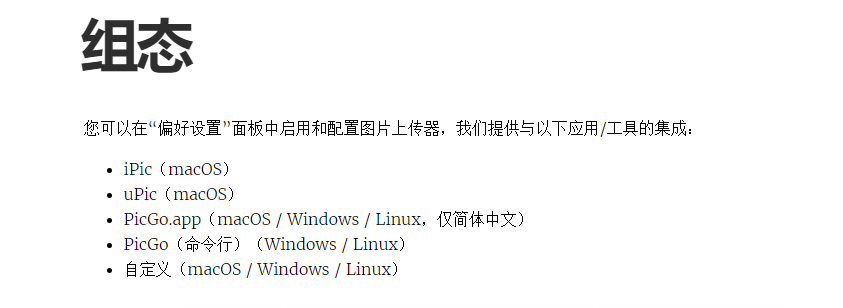 组态
您可以在“偏好设置”面板中启用和配置图片上传器，我们提供与以下应用/工具的集成：
• iPic（macOS）
• uPic（macOS）
• PicGo.app（macOS / Windows / Linux，仅简体中文）
• PicGo（命令行）（Windows / Linux）
• 自定义（macOS / Windows / Linux）